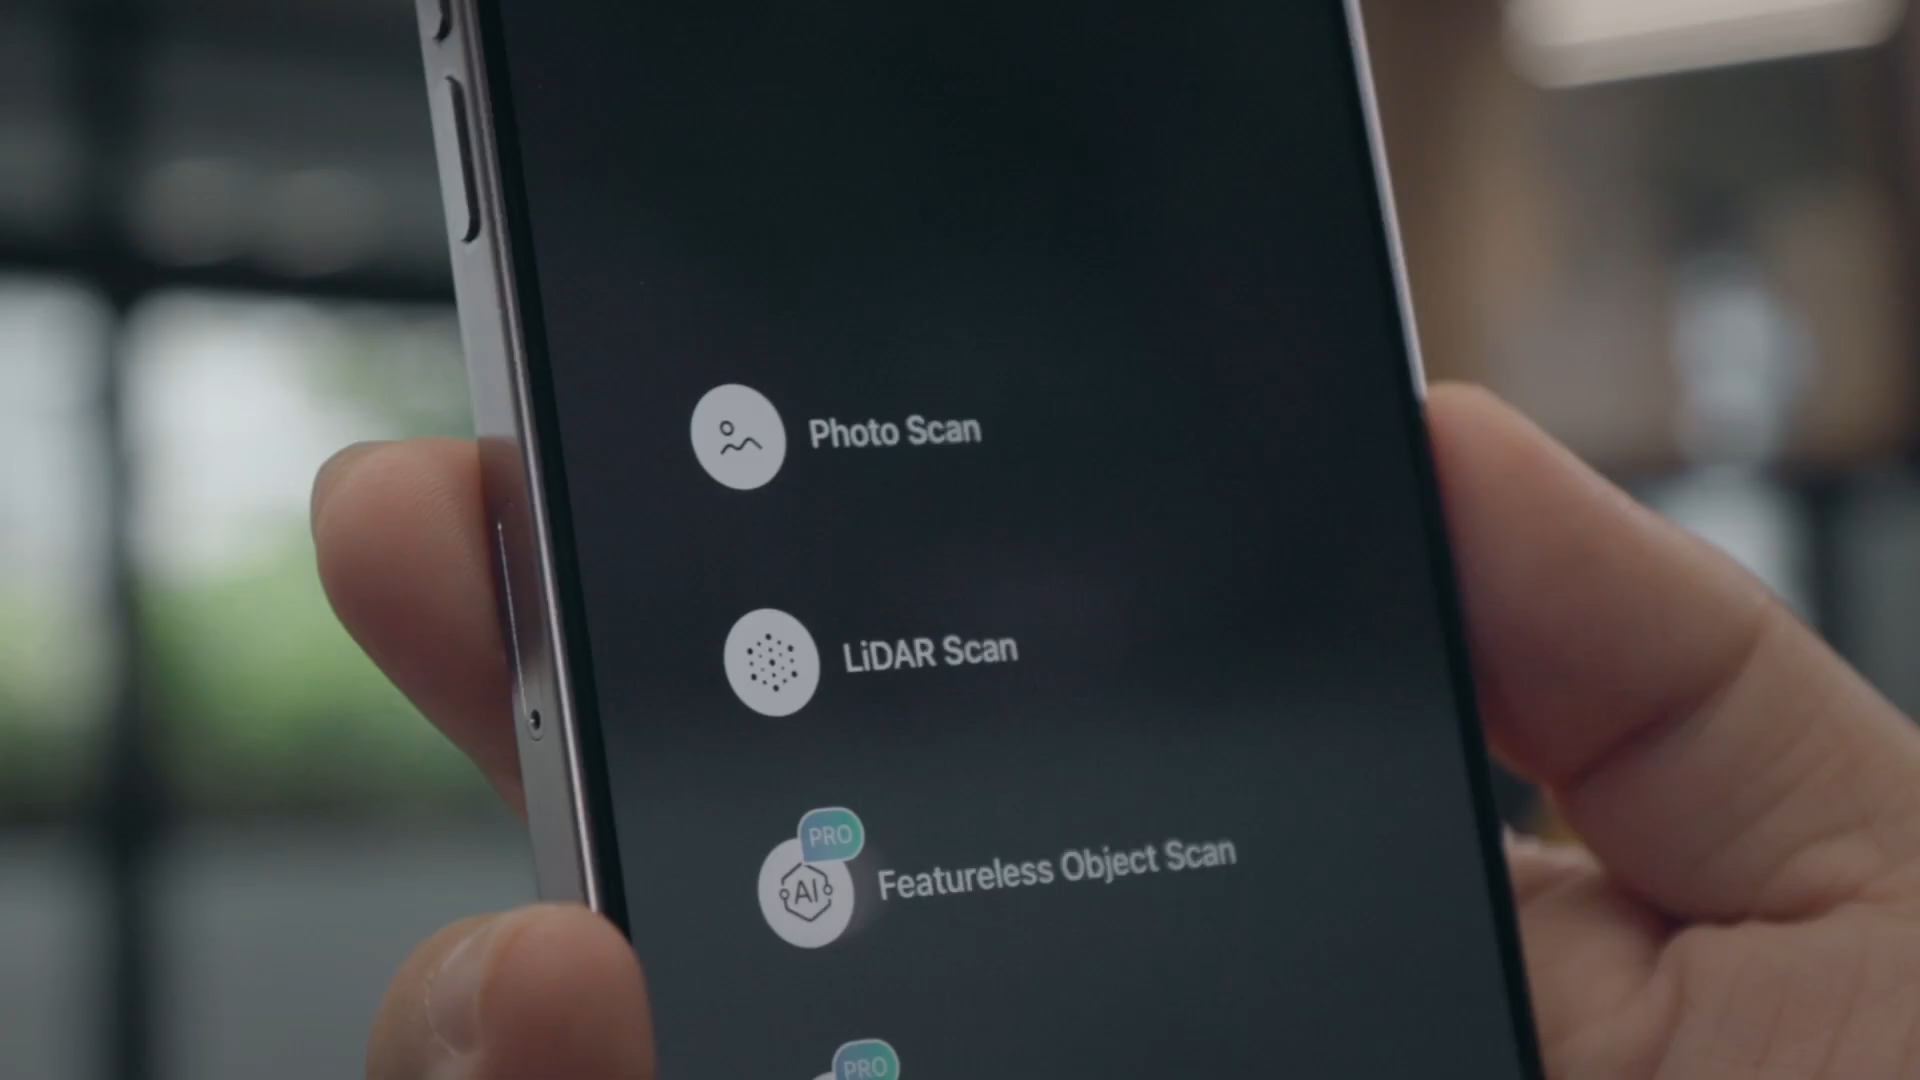 Photo Scan
LiDAR Scan
PRO
AI
Featureless Object Scan
PRO